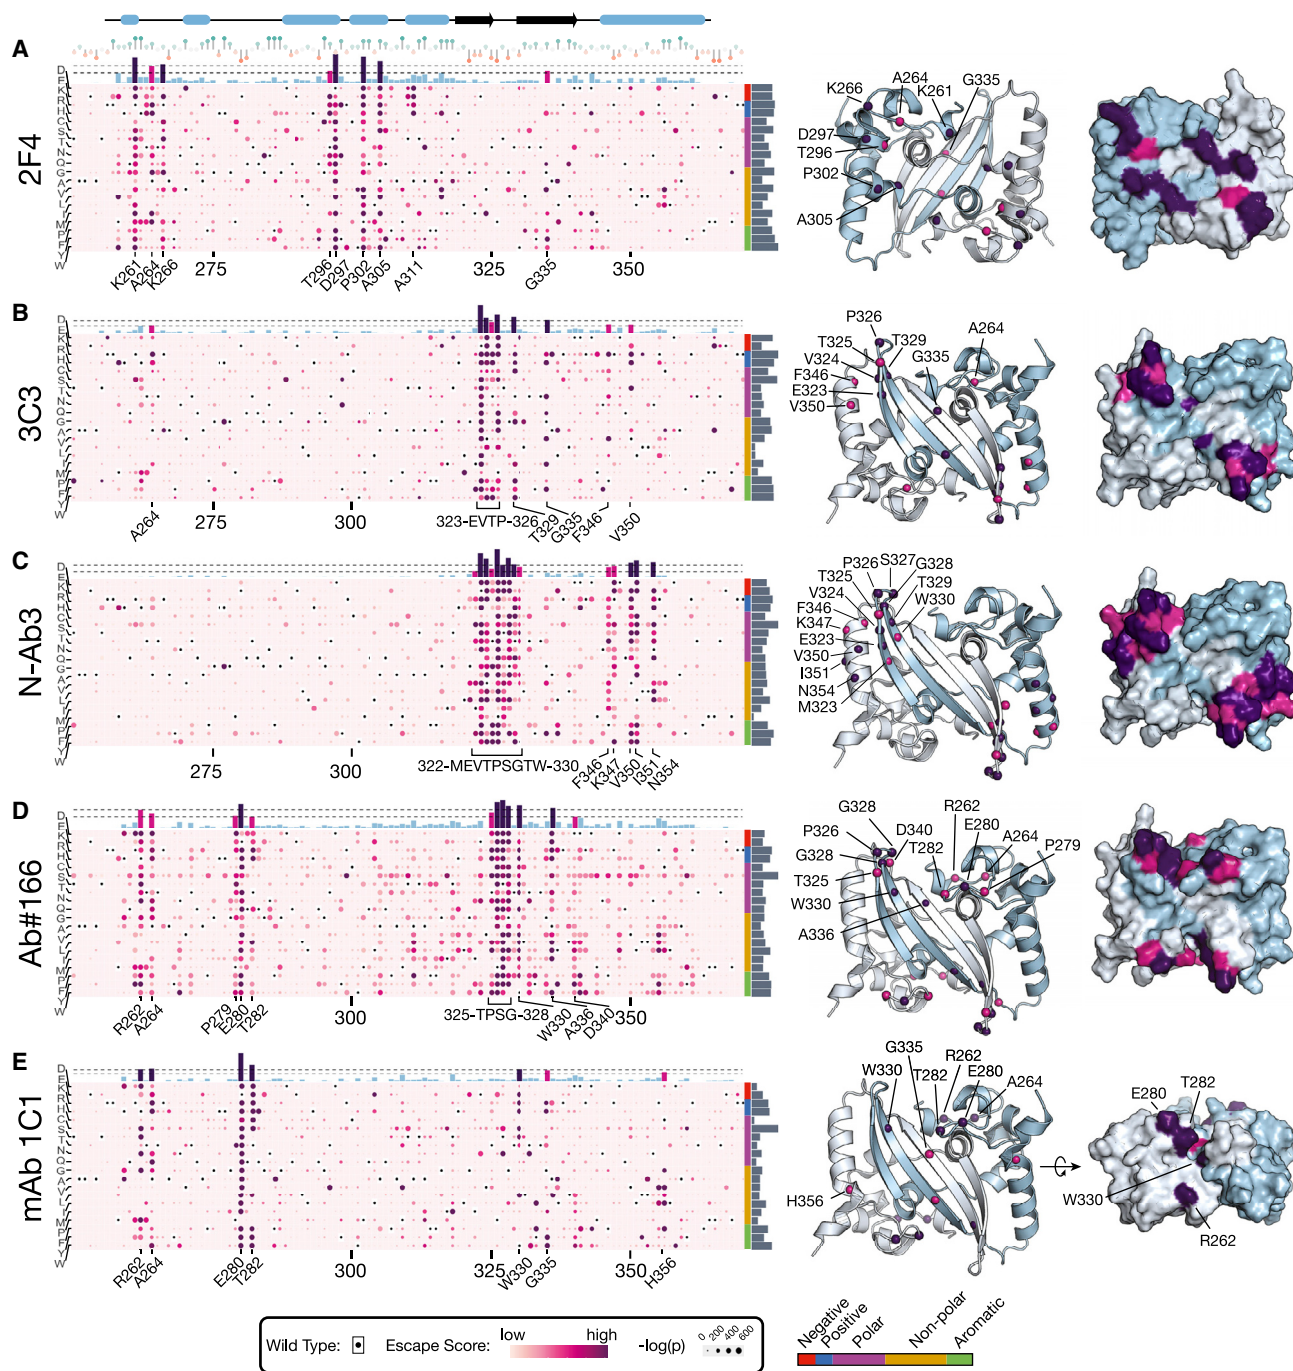 A
2F4
D
E
K
R
H
C
S
T
N
Q
G
A
V
L
I
M
P
F
Y
W
K261
A264
K266
275
T296
D297
P302
A305
A311
325
G335
350
K266
A264
K261
G335
D297
T296
P302
A305
B
3C3
D
E
K
R
H
C
S
T
N
Q
G
A
V
L
I
M
P
F
Y
W
A264
275
300
323-EVTP-326
T329
G335
F346
V350
P326
T325
T329
V324
G335
A264
F346
E323
V350
C
N-Ab3
D
E
K
R
H
C
S
T
N
Q
G
A
V
L
I
M
P
F
Y
W
275
300
322-MEVTPSGTW-330
F346
K347
V350
I351
N354
P326
S327
G328
T325
T329
V324
W330
F346
K347
E323
V350
I351
N354
M323
D
Ab#166
D
E
K
R
H
C
S
T
N
Q
G
A
V
L
I
M
P
F
Y
W
R262
A264
P279
E280
T282
300
325-TPSG-328
W330
A336
D340
350
G328
R262
P326
D340
E280
G328
T282
A264
P279
T325
W330
A336
E
mAb 1C1
D
E
K
R
H
C
S
T
N
Q
G
A
V
L
I
M
P
F
Y
W
R262
A264
E280
T282
300
325
W330
G335
350
H356
G335
R262
W330
T282
E280
A264
H356
E280
T282
W330
R262
Wild Type:
Escape Score:
low
high
-log(p)
0
200
400
600
Negative
Positive
Polar
Non-polar
Aromatic